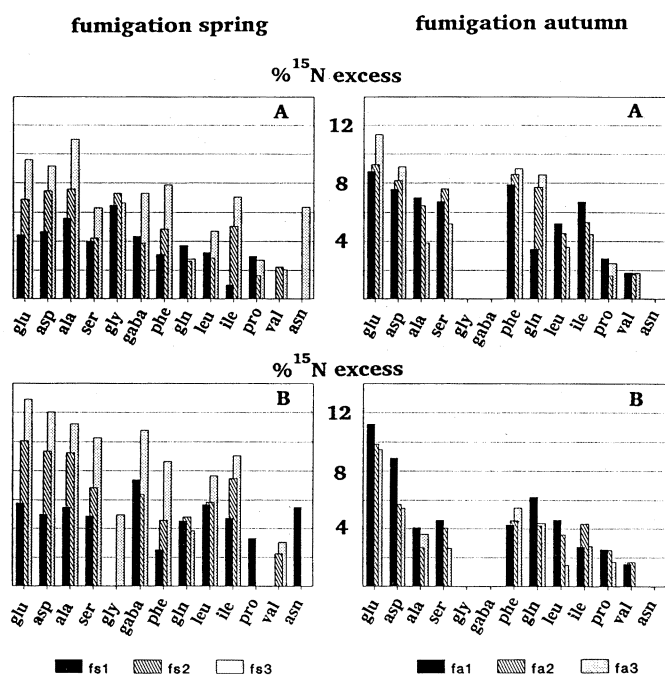 fumigation spring fumigation autumn
% 15N excess
A A
12
8
4
glu asp ala ser gly gaba phe gln leu ile pro val asn glu asp ala ser gly gaba phe gln leu ile pro val asn
% 15N excess
B B
12
8
4
glu asp ala ser gly gaba phe gln leu ile pro val asn glu asp ala ser gly gaba phe gln leu ile pro val asn
fs1 fs2 fs3 fa1 fa2 fa3